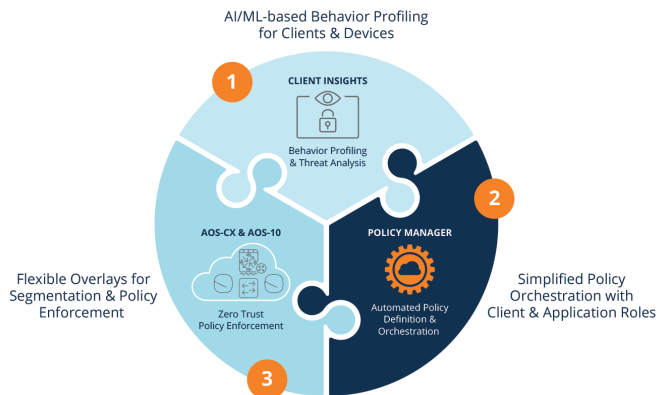 AI/ML-based Behavior Profiling
for Clients & Devices
1
CLIENT INSIGHTS
Behavior Profiling
& Threat Analysis
2
POLICY MANAGER
Automated Policy
Definition &
Orchestration
Simplified Policy
Orchestration with
Client & Application Roles
AOS-CX & AOS-10
Zero Trust
Policy Enforcement
Flexible Overlays for
Segmentation & Policy
Enforcement
3